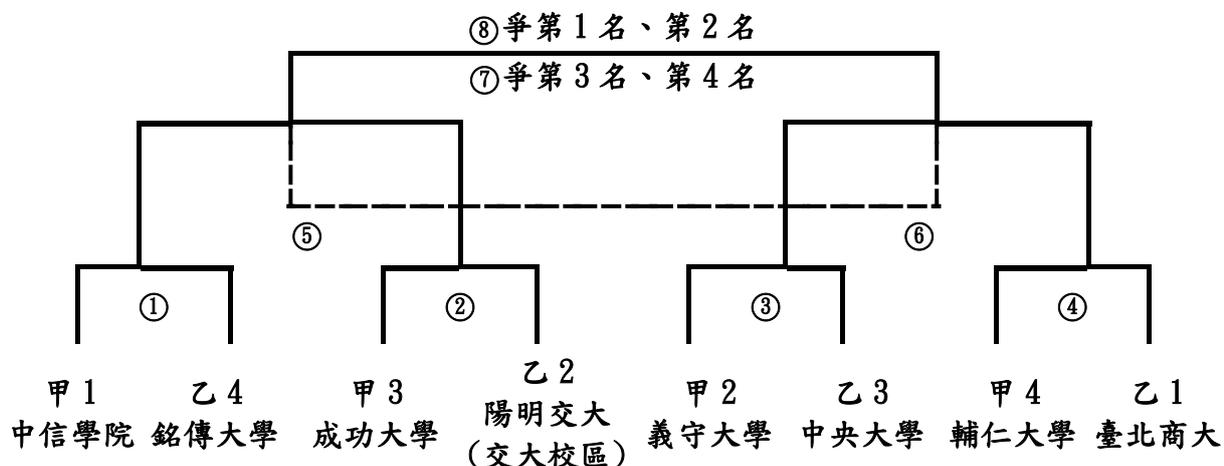 ⑧爭第1名、第2名
⑦爭第3名、第4名
⑤
⑥
①
②
③
④
甲1
中信學院
乙4
銘傳大學
甲3
成功大學
乙2
陽明交大
(交大校區)
甲2
義守大學
乙3
中央大學
甲4
輔仁大學
乙1
臺北商大